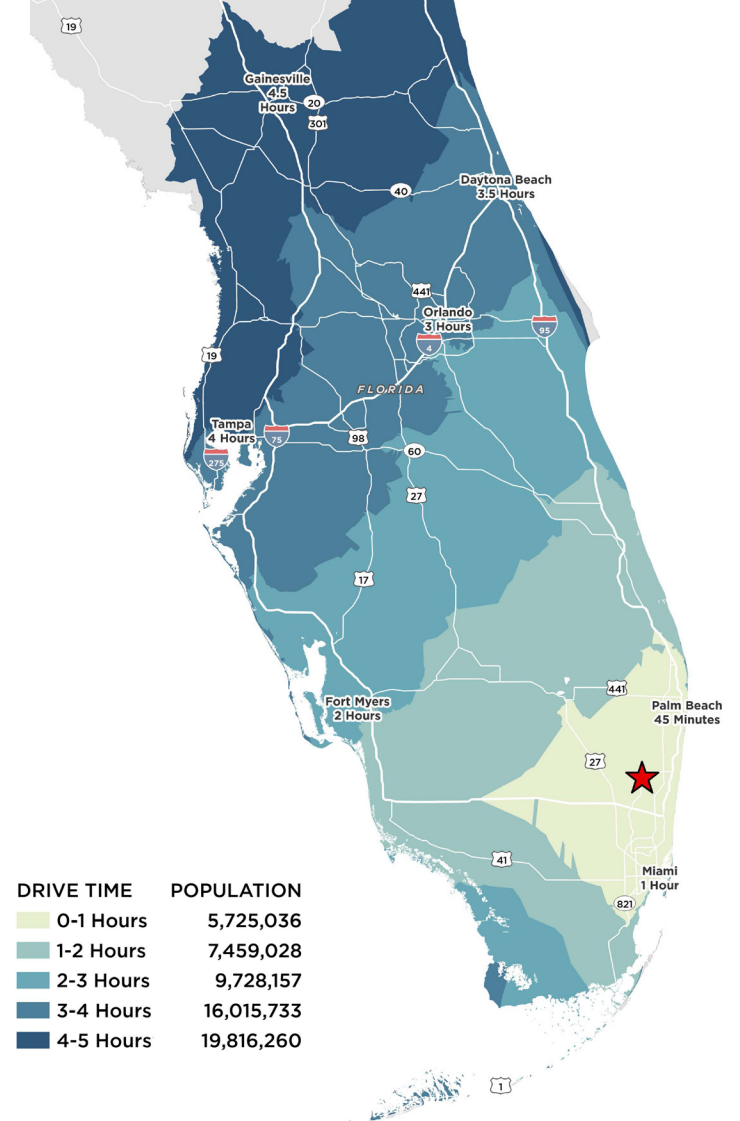 19
Gainesville
4.5
Hours
20
301
40
Daytona Beach
3.5 Hours
441
Orlando
3 Hours
95
4
19
FLORIDA
Tampa
4 Hours
75
98
60
275
27
17
441
Fort Myers
2 Hours
Palm Beach
45 Minutes
27
41
Miami
1 Hour
821
DRIVE TIME POPULATION
0-1 Hours 5,725,036
1-2 Hours 7,459,028
2-3 Hours 9,728,157
3-4 Hours 16,015,733
4-5 Hours 19,816,260
1